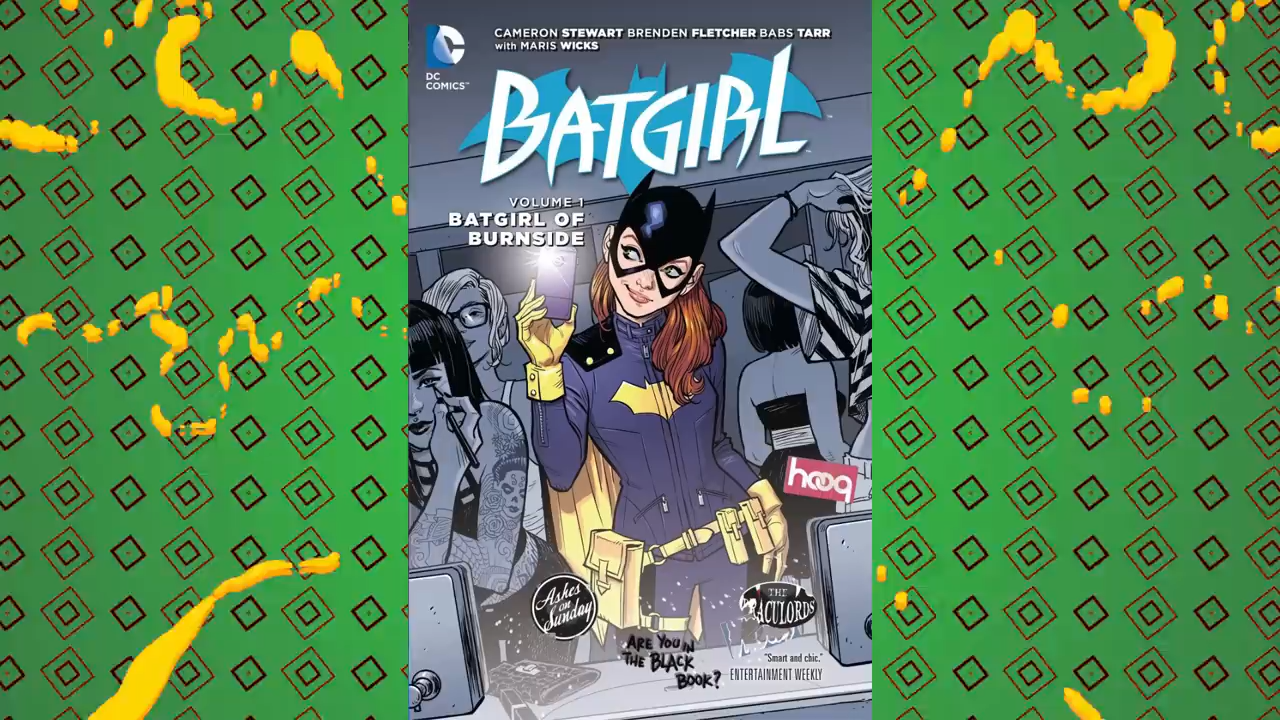 CAMERON STEWART BRENDEN FLETCHER BABS TARR
with MARIS WICKS
DC
COMICS™
BATGIRL
VOLUME 1
BATGIRL OF
BURNSIDE
hooq
Ashes
on
Sunday
THE
DRACULORDS
ARE YOU IN
THE BLACK
BOOK?
"Smart and chic."
ENTERTAINMENT WEEKLY